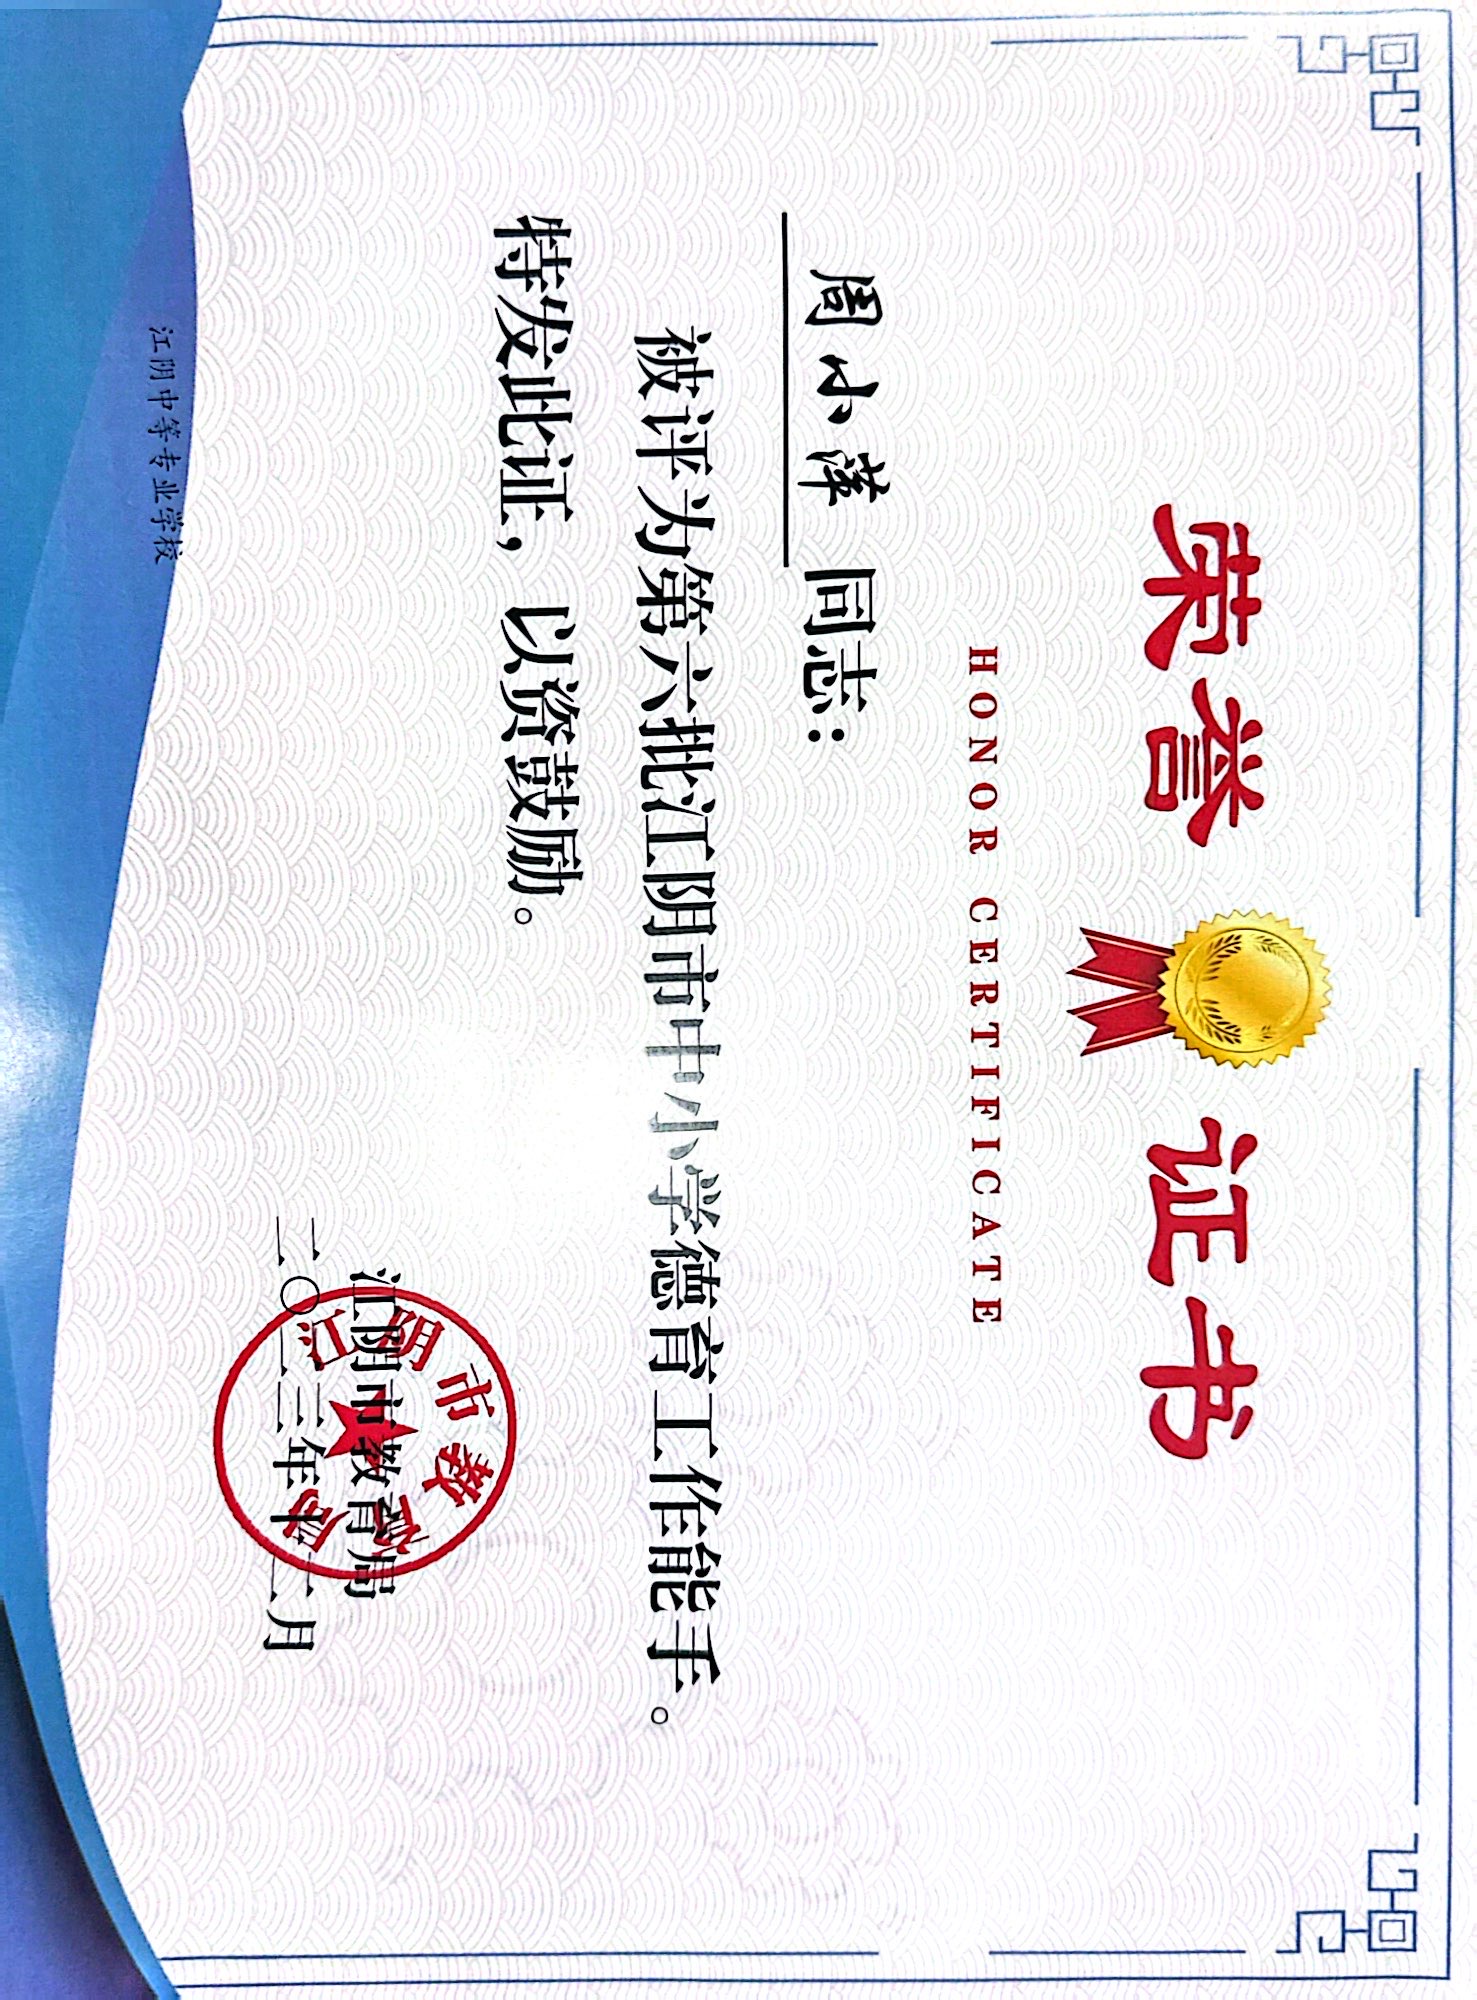 荣誉证书
HONOR CERTIFICATE
周小萍 同志：
被评为第六批江阴市中小学德育工作能手。
特发此证，以资鼓励。
江阴市教育局
江阴市教育局
二〇二三年十二月
江阴中等专业学校